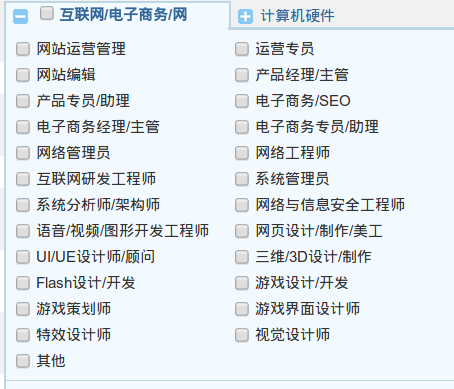 互联网/电子商务/网 计算机硬件
网站运营管理 运营专员
网站编辑 产品经理/主管
产品专员/助理 电子商务/SEO
电子商务经理/主管 电子商务专员/助理
网络管理员 网络工程师
互联网研发工程师 系统管理员
系统分析师/架构师 网络与信息安全工程师
语音/视频/图形开发工程师 网页设计/制作/美工
UI/UE设计师/顾问 三维/3D设计/制作
Flash设计/开发 游戏设计/开发
游戏策划师 游戏界面设计师
特效设计师 视觉设计师
其他